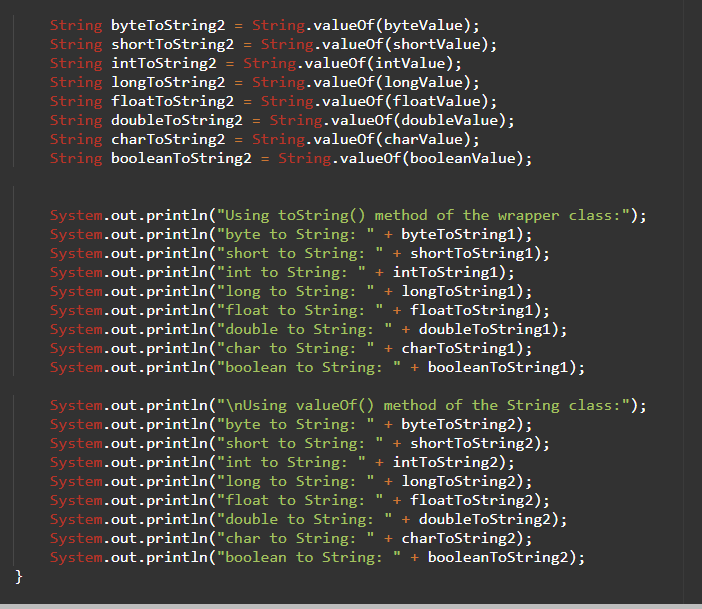 String byteToString2 = String.valueOf(byteValue);
String shortToString2 = String.valueOf(shortValue);
String intToString2 = String.valueOf(intValue);
String longToString2 = String.valueOf(longValue);
String floatToString2 = String.valueOf(floatValue);
String doubleToString2 = String.valueOf(doubleValue);
String charToString2 = String.valueOf(charValue);
String booleanToString2 = String.valueOf(booleanValue);
System.out.println("Using toString() method of the wrapper class:");
System.out.println("byte to String: " + byteToString1);
System.out.println("short to String: " + shortToString1);
System.out.println("int to String: " + intToString1);
System.out.println("long to String: " + longToString1);
System.out.println("float to String: " + floatToString1);
System.out.println("double to String: " + doubleToString1);
System.out.println("char to String: " + charToString1);
System.out.println("boolean to String: " + booleanToString1);
System.out.println("\nUsing valueOf() method of the String class:");
System.out.println("byte to String: " + byteToString2);
System.out.println("short to String: " + shortToString2);
System.out.println("int to String: " + intToString2);
System.out.println("long to String: " + longToString2);
System.out.println("float to String: " + floatToString2);
System.out.println("double to String: " + doubleToString2);
System.out.println("char to String: " + charToString2);
System.out.println("boolean to String: " + booleanToString2);
}